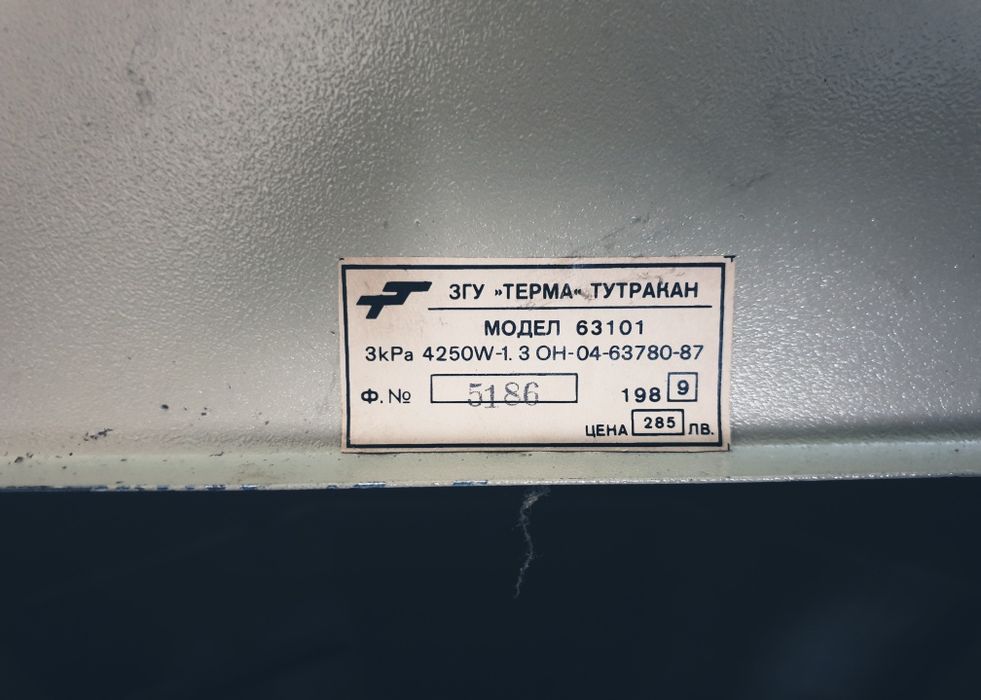 ЗГУ »ТЕРМА« ТУТРАКАН
МОДЕЛ 63101
3kPa 4250W-1. 3 ОН-04-63780-87
Ф. № 5186 198 9
ЦЕНА 285 ЛВ.